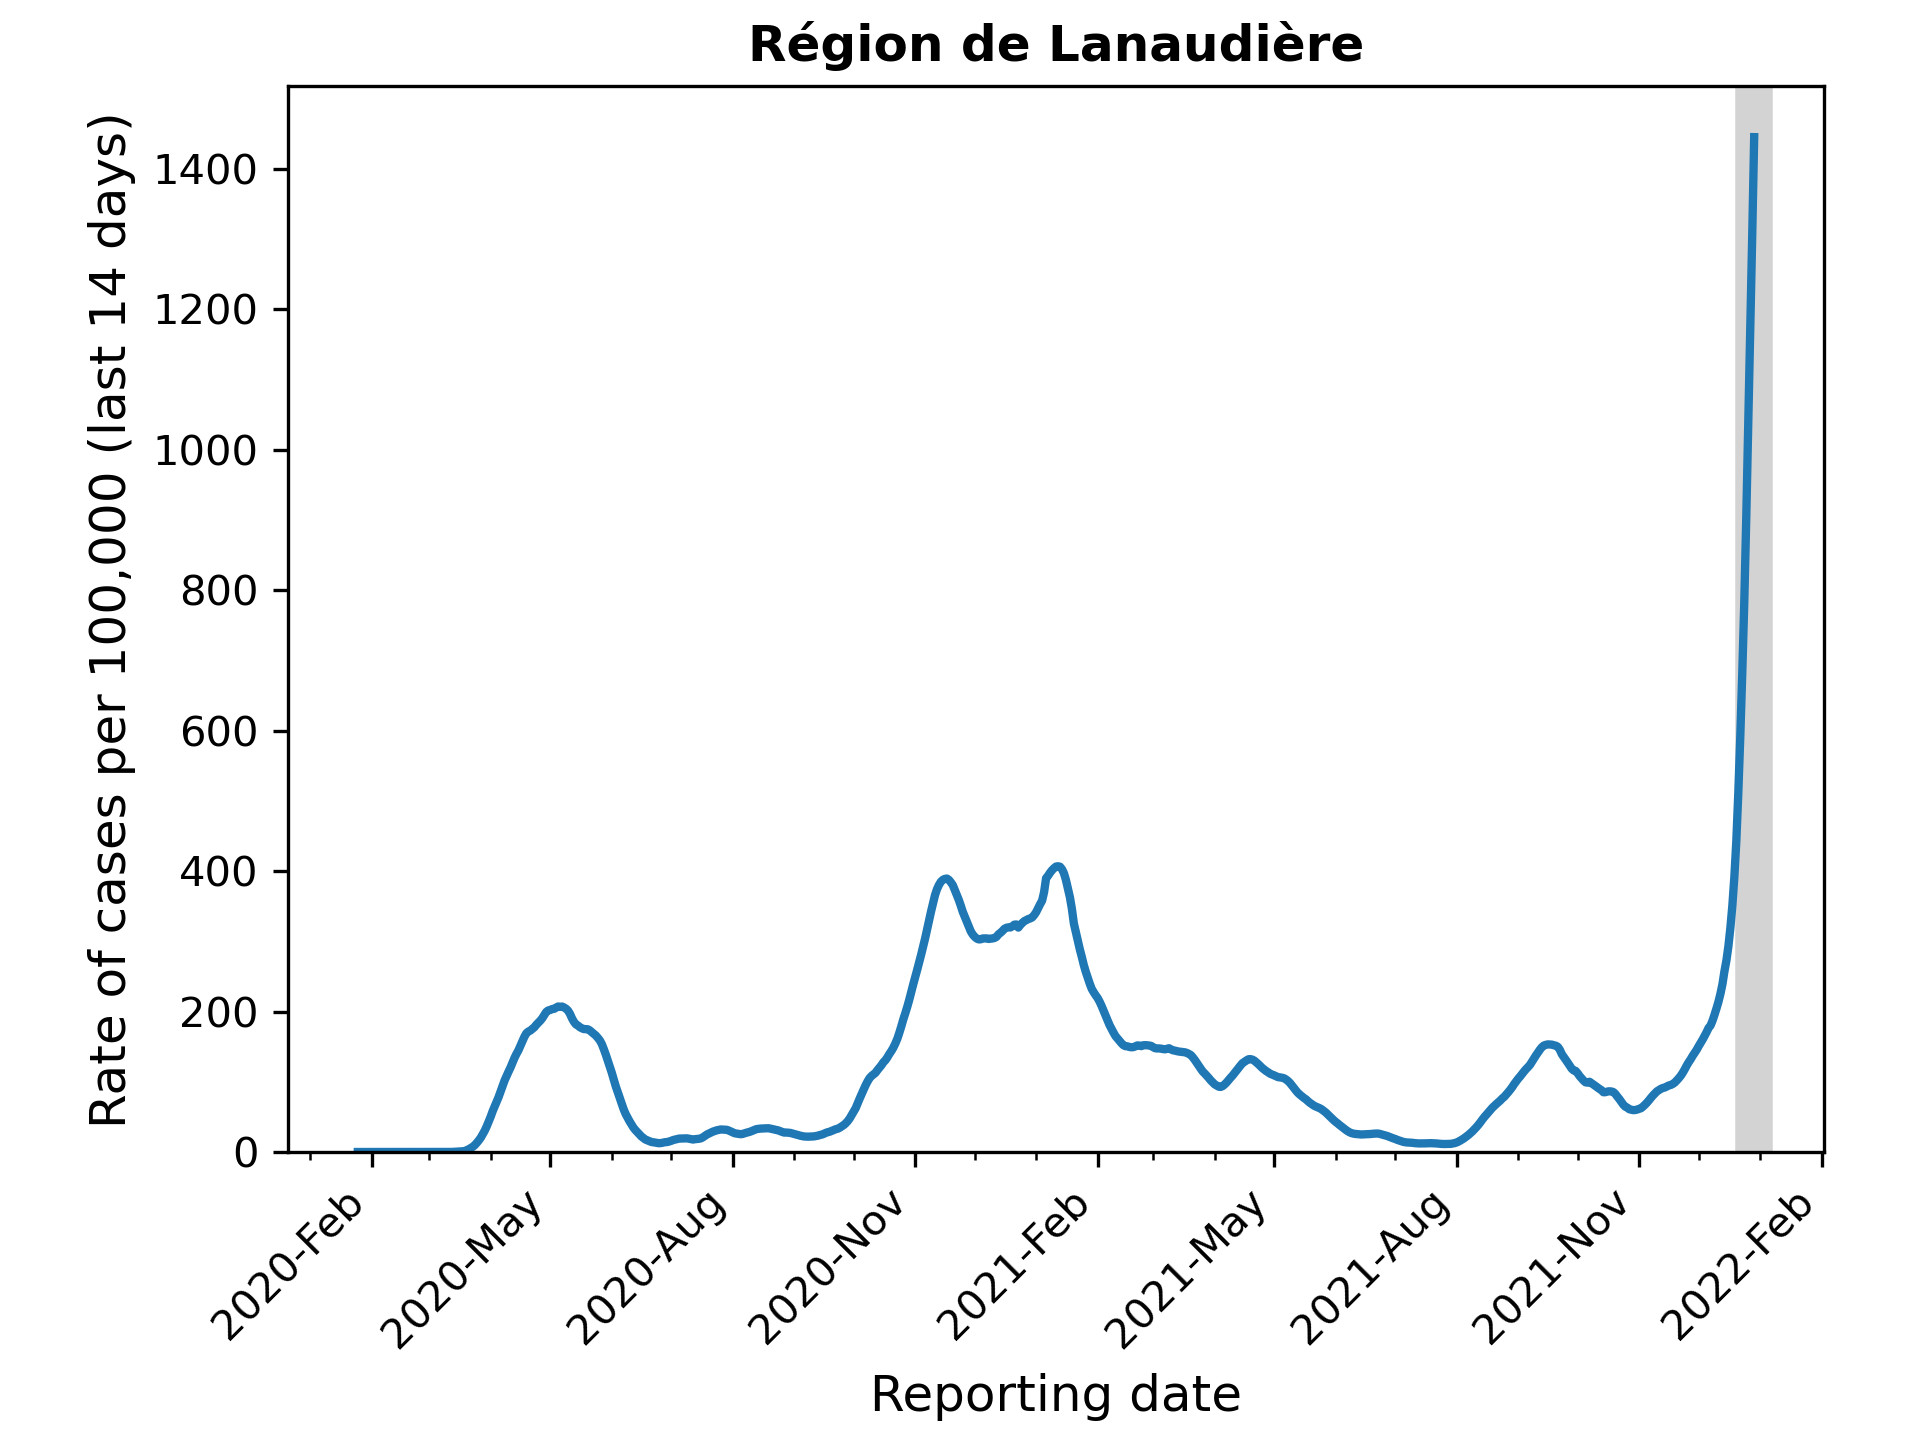 Région de Lanaudière
Rate of cases per 100,000 (last 14 days)
1400
1200
1000
800
600
400
200
0
2020-Feb
2020-May
2020-Aug
2020-Nov
2021-Feb
2021-May
2021-Aug
2021-Nov
2022-Feb
Reporting date